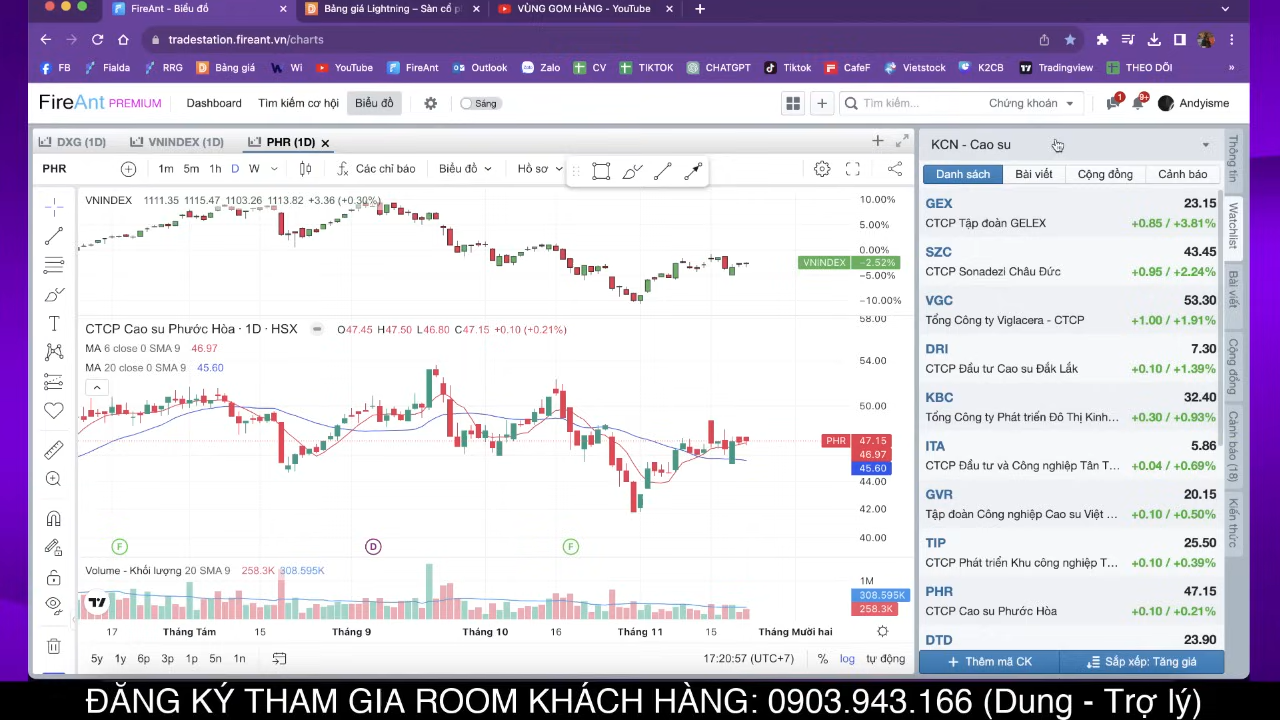 FireAnt - Biểu đồ
Bảng giá Lightning – Sàn cổ p
VÙNG GOM HÀNG - YouTube
tradestation.fireant.vn/charts
FB
Fialda
RRG
Bảng giá
Wi
YouTube
FireAnt
Outlook
Zalo
CV
TIKTOK
CHATGPT
Tiktok
CafeF
Vietstock
K2CB
Tradingview
THEO DÕI
»
FireAnt PREMIUM
Dashboard
Tìm kiếm cơ hội
Biểu đồ
Sáng
Tìm kiếm...
Chứng khoán
1
9+
Andyisme
DXG (1D)
VNINDEX (1D)
PHR (1D)
PHR
1m
5m
1h
D
W
Các chỉ báo
Biểu đồ
Hồ sơ
VNINDEX 1111.35 1115.47 1103.26 1113.82 +3.36 (+0.30%)
10.00%
5.00%
0.00%
VNINDEX −2.52%
−5.00%
−10.00%
CTCP Cao su Phước Hòa · 1D · HSX
O47.45 H47.50 L46.80 C47.15 +0.10 (+0.21%)
MA 6 close 0 SMA 9 46.97
MA 20 close 0 SMA 9 45.60
58.00
54.00
50.00
PHR 47.15
46.97
45.60
44.00
42.00
40.00
F
D
F
Volume - Khối lượng 20 SMA 9 258.3K 308.595K
1M
308.595K
258.3K
17
Tháng Tám
15
Tháng 9
Tháng 10
16
Tháng 11
15
Tháng Mười hai
5y
1y
6p
3p
1p
5n
1n
17:20:57 (UTC+7)
%
log
tự động
KCN - Cao su
Danh sách
Bài viết
Cộng đồng
Cảnh báo
GEX 23.15
CTCP Tập đoàn GELEX +0.85 / +3.81%
SZC 43.45
CTCP Sonadezi Châu Đức +0.95 / +2.24%
VGC 53.30
Tổng Công ty Viglacera - CTCP +1.00 / +1.91%
DRI 7.30
CTCP Đầu tư Cao su Đắk Lắk +0.10 / +1.39%
KBC 32.40
Tổng Công ty Phát triển Đô Thị Kinh... +0.30 / +0.93%
ITA 5.86
CTCP Đầu tư và Công nghiệp Tân T... +0.04 / +0.69%
GVR 20.15
Tập đoàn Công nghiệp Cao su Việt ... +0.10 / +0.50%
TIP 25.50
CTCP Phát triển Khu công nghiệp T... +0.10 / +0.39%
PHR 47.15
CTCP Cao su Phước Hòa +0.10 / +0.21%
DTD 23.90
Thêm mã CK
Sắp xếp: Tăng giá
Thông tin
Watchlist
Bài viết
Cộng đồng
Cảnh báo (18)
Kiến thức
ĐĂNG KÝ THAM GIA ROOM KHÁCH HÀNG: 0903.943.166 (Dung - Trợ lý)